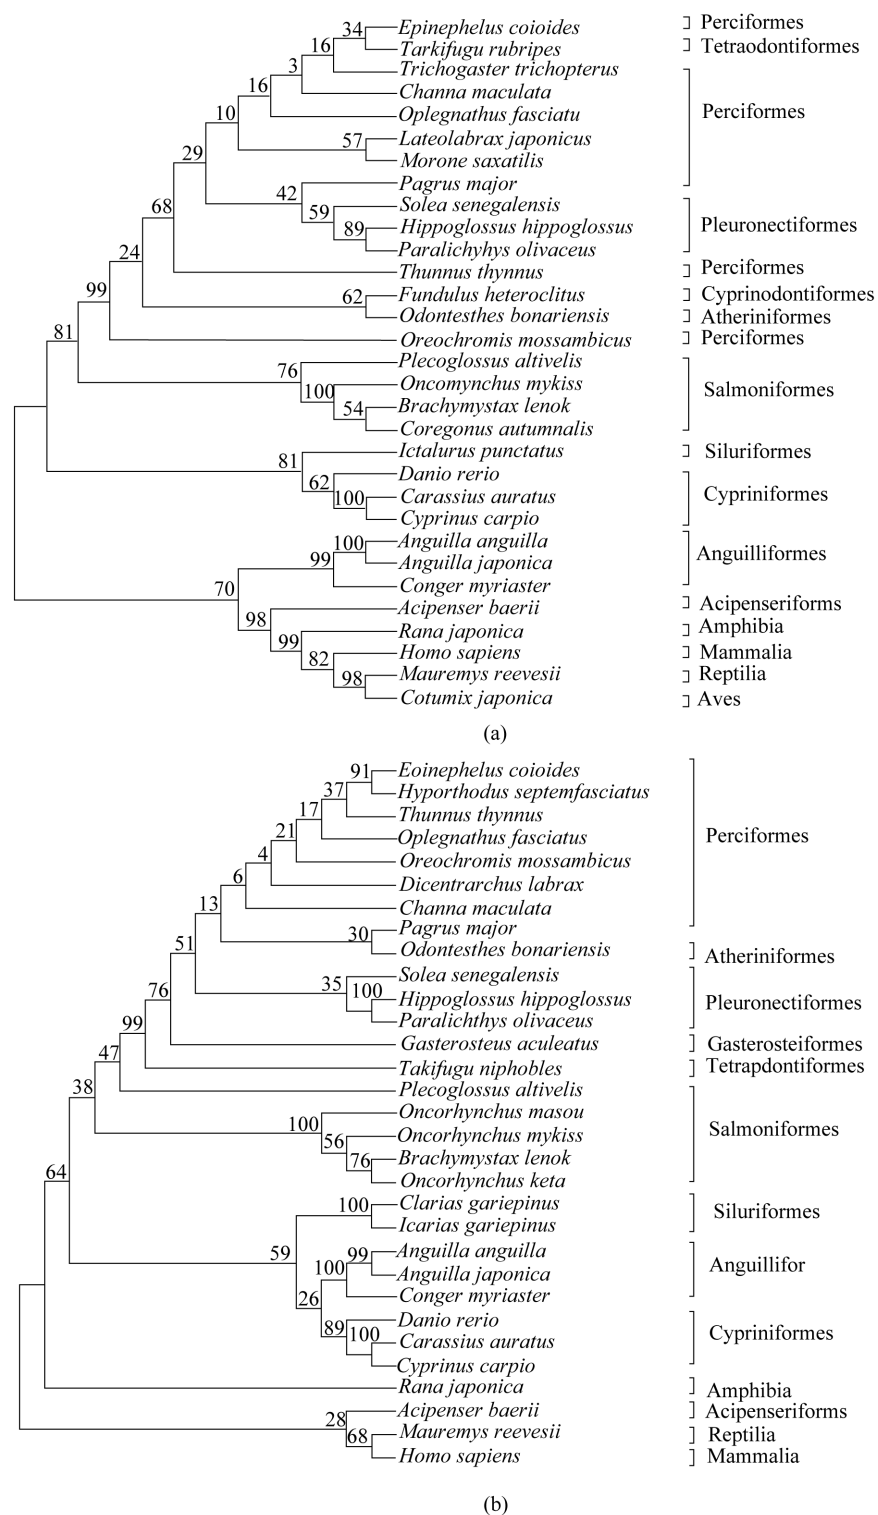 34 Epinephelus coioides Perciformes
16 Tarkifugu rubripes Tetraodontiformes
3 Trichogaster trichopterus
16 Channa maculata
10 Oplegnathus fasciatu Perciformes
57 Lateolabrax japonicus
29 Morone saxatilis
42 Pagrus major
68 59 Solea senegalensis
89 Hippoglossus hippoglossus Pleuronectiformes
24 Paralichyhys olivaceus
Thunnus thynnus Perciformes
99 62 Fundulus heteroclitus Cyprinodontiformes
Odontesthes bonariensis Atheriniformes
81 Oreochromis mossambicus Perciformes
76 Plecoglossus altivelis
100 Oncomynchus mykiss Salmoniformes
54 Brachymystax lenok
Coregonus autumnalis
81 Ictalurus punctatus Siluriformes
62 Danio rerio
100 Carassius auratus Cypriniformes
Cyprinus carpio
100 Anguilla anguilla
99 Anguilla japonica Anguilliformes
70 Conger myriaster
98 Acipenser baerii Acipenseriforms
99 Rana japonica Amphibia
82 Homo sapiens Mammalia
98 Mauremys reevesii Reptilia
Cotumix japonica Aves
(a)
91 Eoinephelus coioides
37 Hyporthodus septemfasciatus
17 Thunnus thynnus
21 Oplegnathus fasciatus Perciformes
4 Oreochromis mossambicus
6 Dicentrarchus labrax
13 Channa maculata
30 Pagrus major
51 Odontesthes bonariensis Atheriniformes
35 Solea senegalensis
76 100 Hippoglossus hippoglossus Pleuronectiformes
99 Paralichthys olivaceus
Gasterosteus aculeatus Gasterosteiformes
47 Takifugu niphobles Tetrapdontiformes
38 Plecoglossus altivelis
100 Oncorhynchus masou
56 Oncorhynchus mykiss Salmoniformes
64 76 Brachymystax lenok
Oncorhynchus keta
100 Clarias gariepinus Siluriformes
Icarias gariepinus
59 99 Anguilla anguilla
100 Anguilla japonica Anguillifor
26 Conger myriaster
89 Danio rerio
100 Carassius auratus Cypriniformes
Cyprinus carpio
Rana japonica Amphibia
28 Acipenser baerii Acipenseriforms
68 Mauremys reevesii Reptilia
Homo sapiens Mammalia
(b)